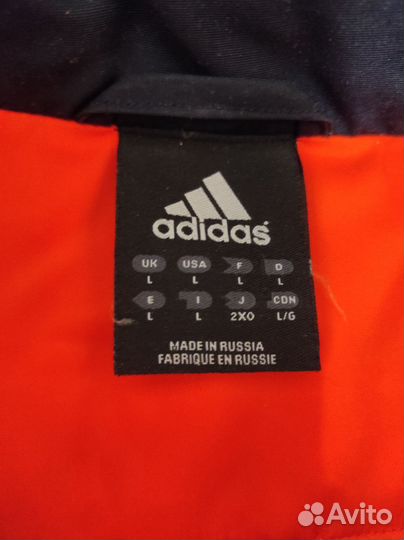 adidas
UK USA F D
L L L L
E I J CDN
L L 2XO L/G
MADE IN RUSSIA
FABRIQUE EN RUSSIE
Avito